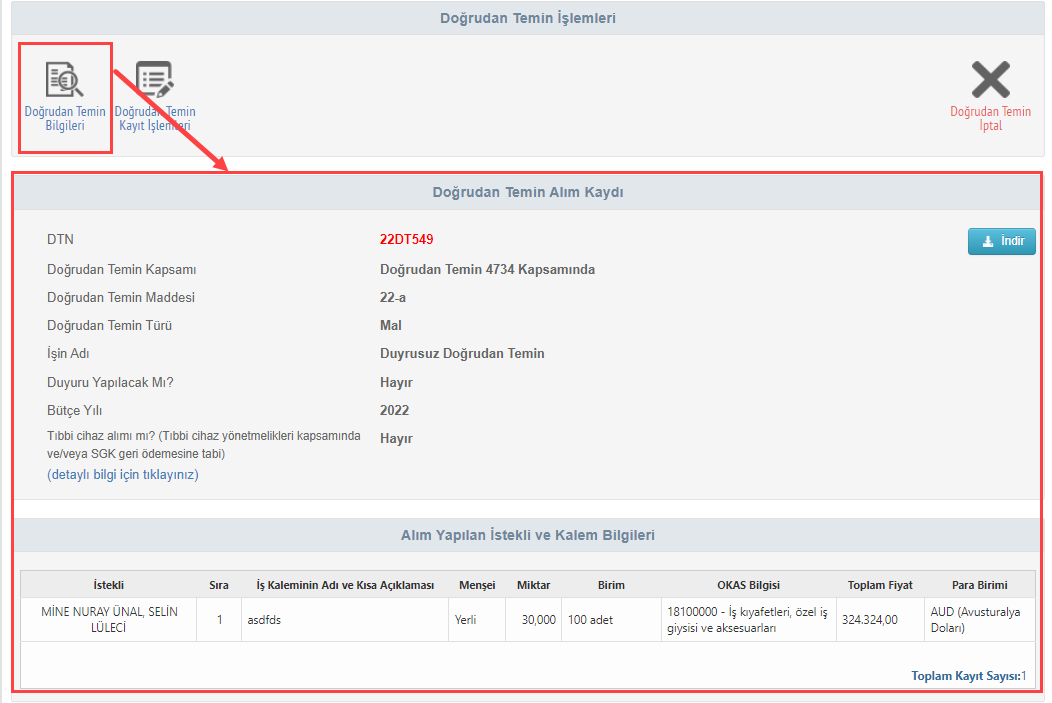 Doğrudan Temin İşlemleri
Doğrudan Temin
Bilgileri
Doğrudan Temin
Kayıt İşlemleri
Doğrudan Temin
İptal
Doğrudan Temin Alım Kaydı
DTN 22DT549
İndir
Doğrudan Temin Kapsamı Doğrudan Temin 4734 Kapsamında
Doğrudan Temin Maddesi 22-a
Doğrudan Temin Türü Mal
İşin Adı Duyrusuz Doğrudan Temin
Duyuru Yapılacak Mı? Hayır
Bütçe Yılı 2022
Tıbbi cihaz alımı mı? (Tıbbi cihaz yönetmelikleri kapsamında Hayır
ve/veya SGK geri ödemesine tabi)
(detaylı bilgi için tıklayınız)
Alım Yapılan İstekli ve Kalem Bilgileri
İstekli Sıra İş Kaleminin Adı ve Kısa Açıklaması Menşei Miktar Birim OKAS Bilgisi Toplam Fiyat Para Birimi
MİNE NURAY ÜNAL, SELİN
LÜLECİ
1
asdfds
Yerli
30,000
100 adet
18100000 - İş kıyafetleri, özel iş
giysisi ve aksesuarları
324.324,00
AUD (Avusturalya
Doları)
Toplam Kayıt Sayısı:1